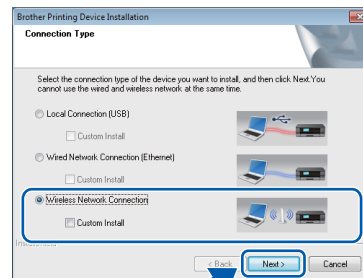 Brother Printing Device Installation
Connection Type
Select the connection type of the device you want to install, and then click Next.You
cannot use the wired and wireless network at the same time.
Local Connection (USB)
Custom Install
Wired Network Connection (Ethernet)
Custom Install
Wireless Network Connection
Custom Install
< Back
Next >
Cancel